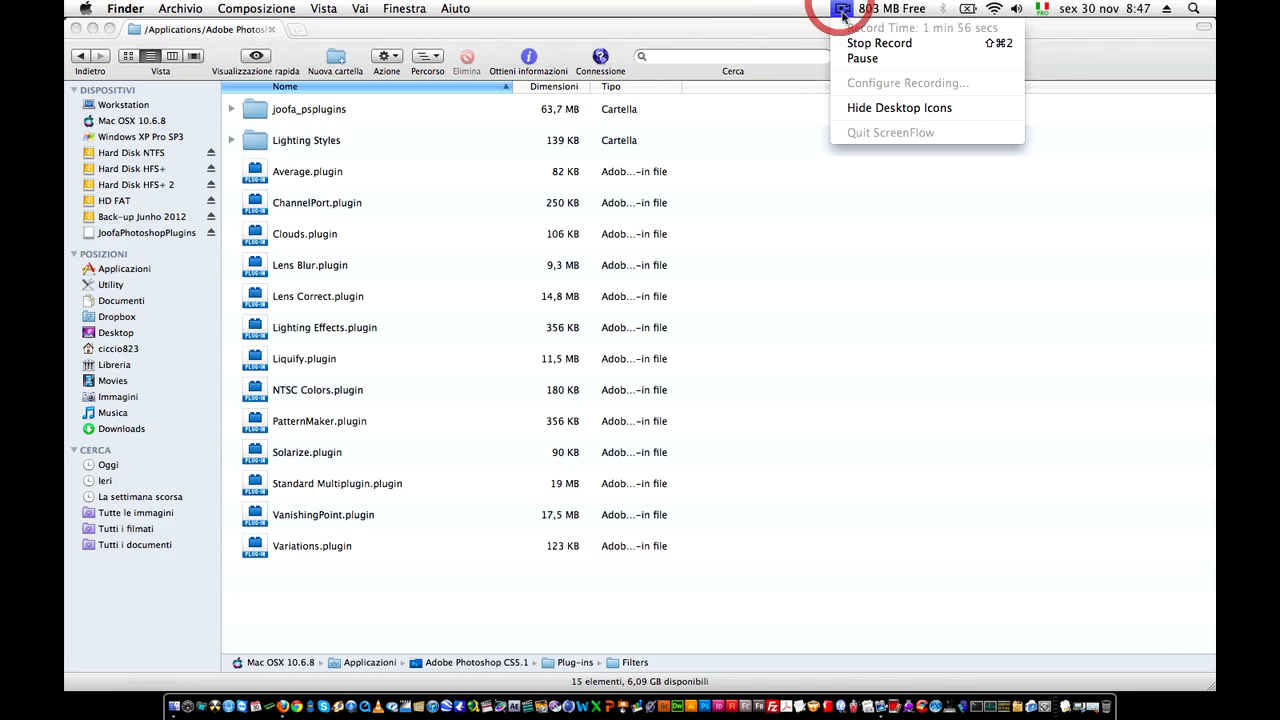 Finder Archivio Composizione Vista Vai Finestra Aiuto 803 MB Free sex 30 nov 8:47
/Applications/Adobe Photosh
Record Time: 1 min 56 secs
Stop Record ⇧⌘2
Pause
Configure Recording...
Hide Desktop Icons
Quit ScreenFlow
Indietro Vista Visualizzazione rapida Nuova cartella Azione Percorso Elimina Ottieni informazioni Connessione Cerca
Nome Dimensioni Tipo
DISPOSITIVI
Workstation
Mac OSX 10.6.8
Windows XP Pro SP3
Hard Disk NTFS
Hard Disk HFS+
Hard Disk HFS+ 2
HD FAT
Back-up Junho 2012
JoofaPhotoshopPlugins
POSIZIONI
Applicazioni
Utility
Documenti
Dropbox
Desktop
ciccio823
Libreria
Movies
Immagini
Musica
Downloads
CERCA
Oggi
Ieri
La settimana scorsa
Tutte le immagini
Tutti i filmati
Tutti i documenti
joofa_psplugins 63,7 MB Cartella
Lighting Styles 139 KB Cartella
Average.plugin 82 KB Adob...-in file
ChannelPort.plugin 250 KB Adob...-in file
Clouds.plugin 106 KB Adob...-in file
Lens Blur.plugin 9,3 MB Adob...-in file
Lens Correct.plugin 14,8 MB Adob...-in file
Lighting Effects.plugin 356 KB Adob...-in file
Liquify.plugin 11,5 MB Adob...-in file
NTSC Colors.plugin 180 KB Adob...-in file
PatternMaker.plugin 356 KB Adob...-in file
Solarize.plugin 90 KB Adob...-in file
Standard Multiplugin.plugin 19 MB Adob...-in file
VanishingPoint.plugin 17,5 MB Adob...-in file
Variations.plugin 123 KB Adob...-in file
Mac OSX 10.6.8 Applicazioni Adobe Photoshop CS5.1 Plug-ins Filters
15 elementi, 6,09 GB disponibili